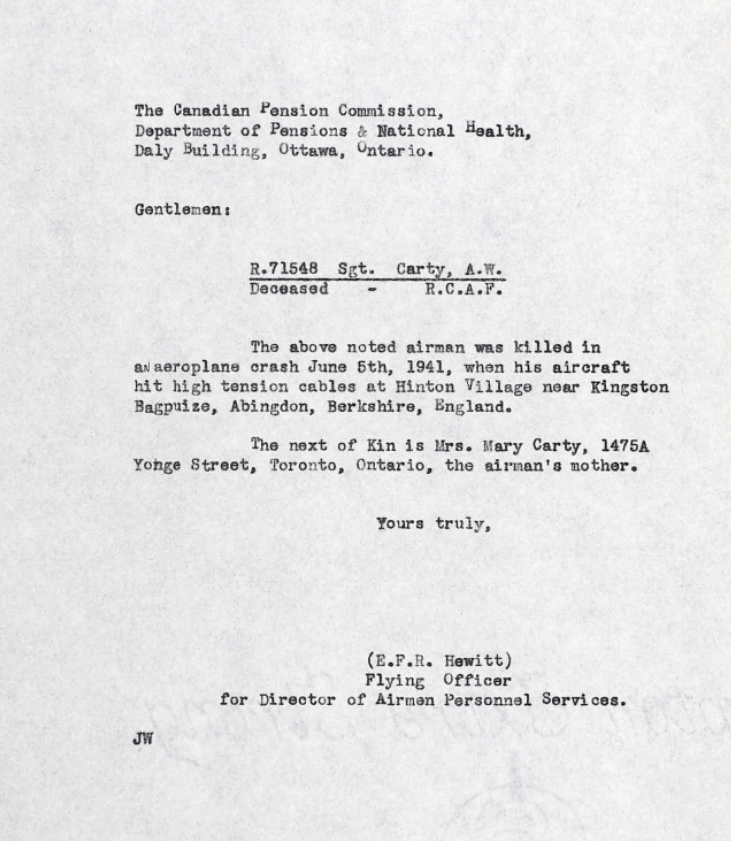 The Canadian Pension Commission,
Department of Pensions & National Health,
Daly Building, Ottawa, Ontario.
Gentlemen:
R.71548 Sgt. Carty, A.W.
Deceased - R.C.A.F.
The above noted airman was killed in
an aeroplane crash June 5th, 1941, when his aircraft
hit high tension cables at Hinton Village near Kingston
Bagpuize, Abingdon, Berkshire, England.
The next of Kin is Mrs. Mary Carty, 1475A
Yonge Street, Toronto, Ontario, the airman's mother.
Yours truly,
(E.F.R. Hewitt)
Flying Officer
for Director of Airmen Personnel Services.
JW